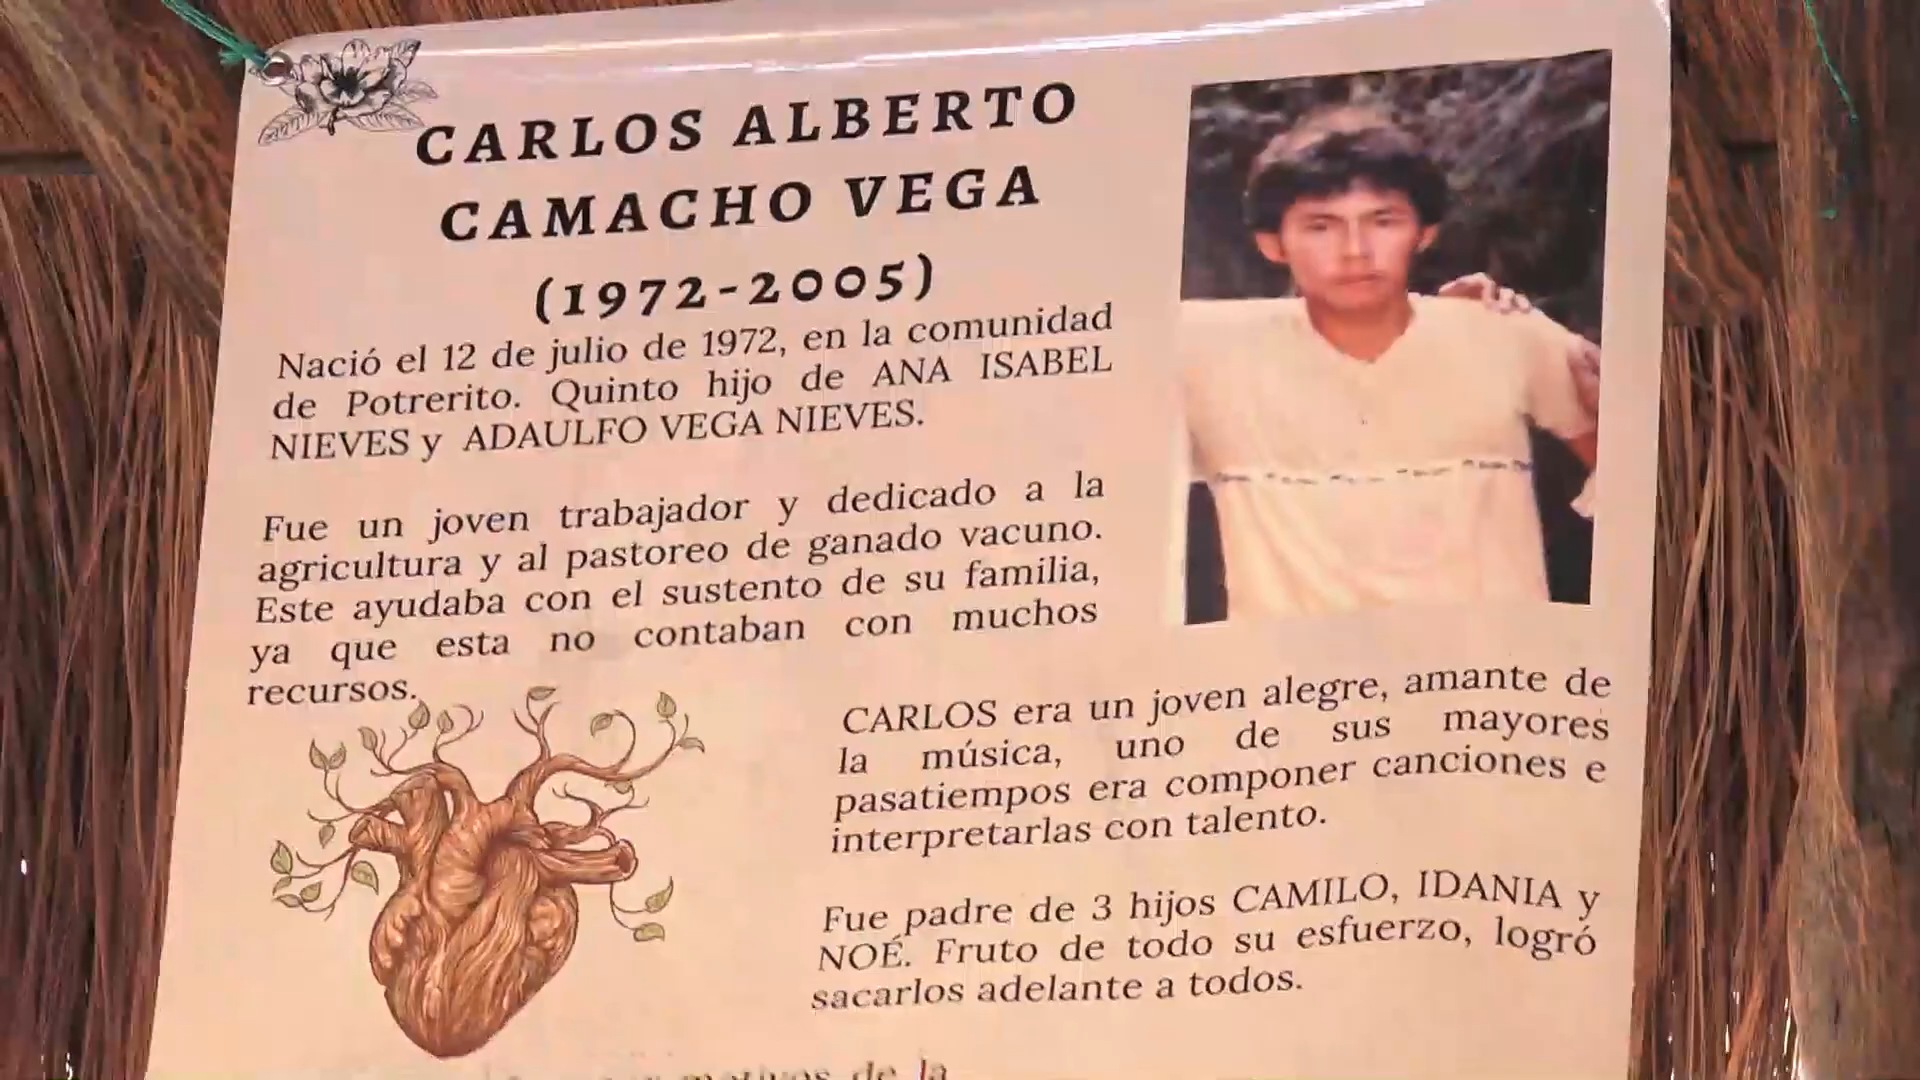 CARLOS ALBERTO
CAMACHO VEGA
(1972-2005)
Nació el 12 de julio de 1972, en la comunidad
de Potrerito. Quinto hijo de ANA ISABEL
NIEVES y ADAULFO VEGA NIEVES.
Fue un joven trabajador y dedicado a la
agricultura y al pastoreo de ganado vacuno.
Este ayudaba con el sustento de su familia,
ya que esta no contaban con muchos
recursos.
CARLOS era un joven alegre, amante de
la música, uno de sus mayores
pasatiempos era componer canciones e
interpretarlas con talento.
Fue padre de 3 hijos CAMILO, IDANIA y
NOÉ. Fruto de todo su esfuerzo, logró
sacarlos adelante a todos.
motivos de la